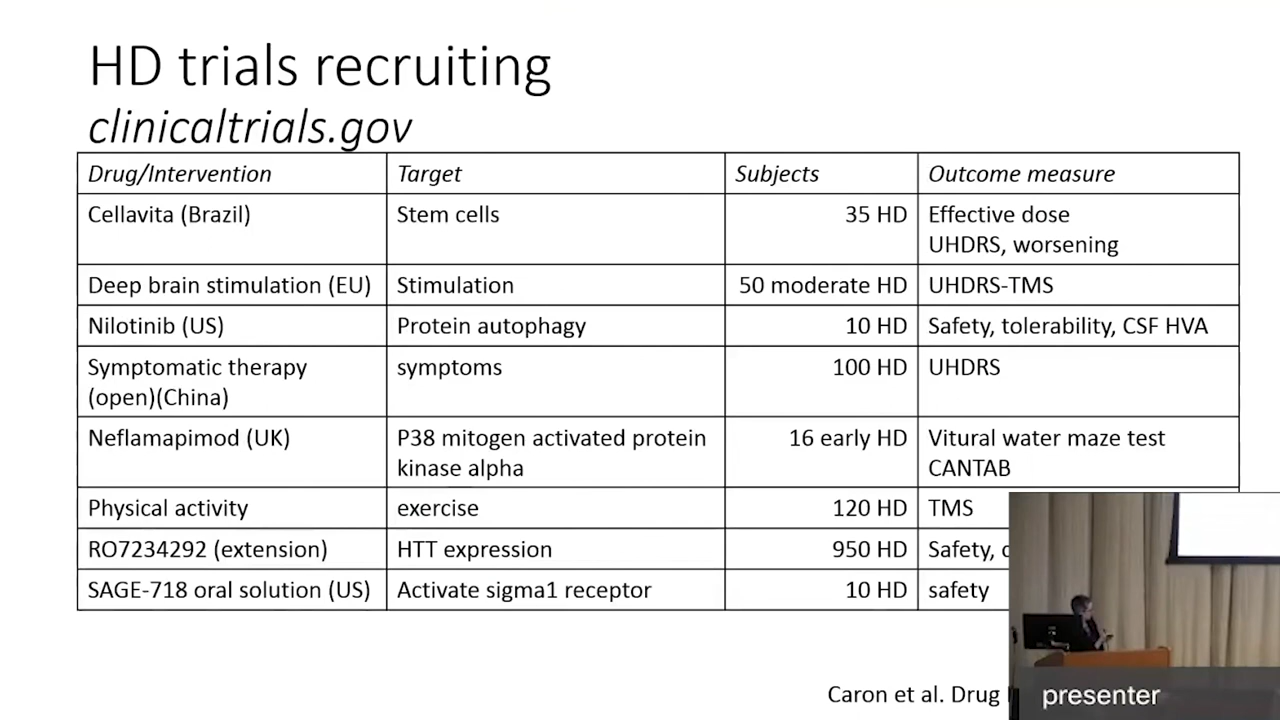 HD trials recruiting
clinicaltrials.gov
Drug/Intervention Target Subjects Outcome measure
Cellavita (Brazil) Stem cells 35 HD Effective dose
UHDRS, worsening
Deep brain stimulation (EU) Stimulation 50 moderate HD UHDRS-TMS
Nilotinib (US) Protein autophagy 10 HD Safety, tolerability, CSF HVA
Symptomatic therapy symptoms 100 HD UHDRS
(open)(China)
Neflamapimod (UK) P38 mitogen activated protein 16 early HD Vitural water maze test
kinase alpha CANTAB
Physical activity exercise 120 HD TMS
RO7234292 (extension) HTT expression 950 HD Safety,
SAGE-718 oral solution (US) Activate sigma1 receptor 10 HD safety
Caron et al. Drug
presenter